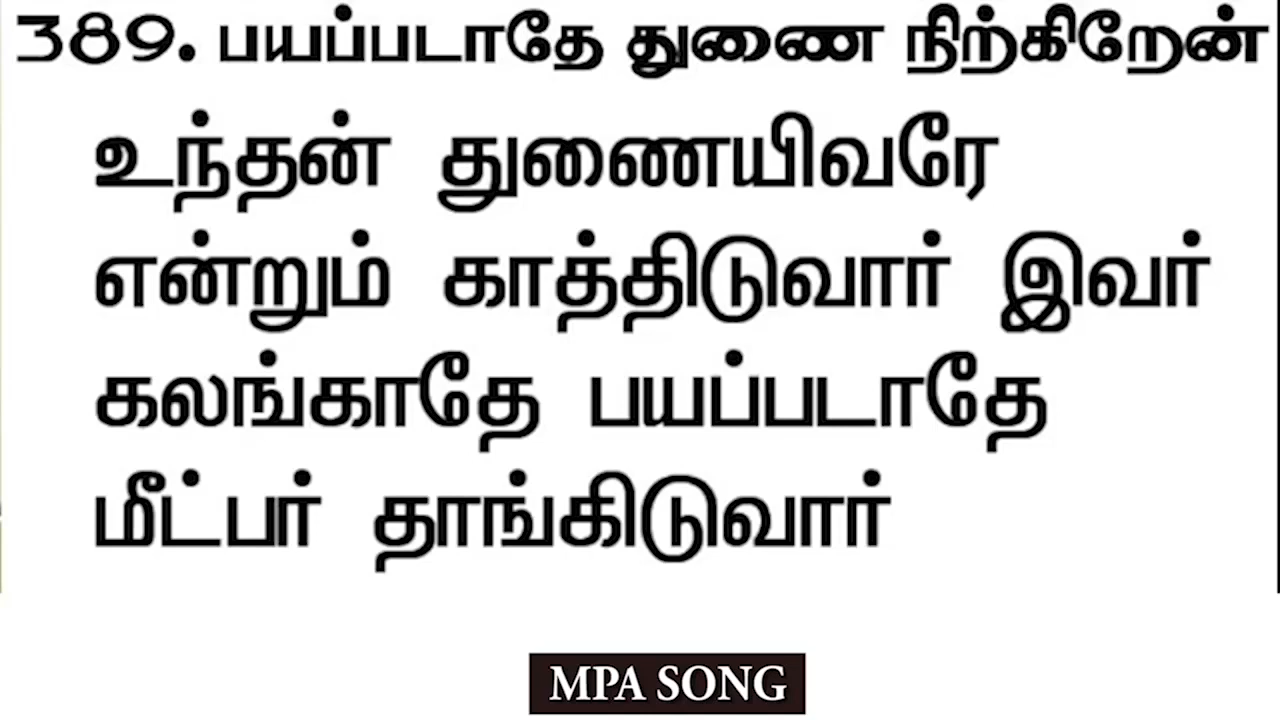 389. பயப்படாதே துணை நிற்கிறேன்
உந்தன் துணையிவரே
என்றும் காத்திடுவார் இவர்
கலங்காதே பயப்படாதே
மீட்பர் தாங்கிடுவார்
MPA SONG